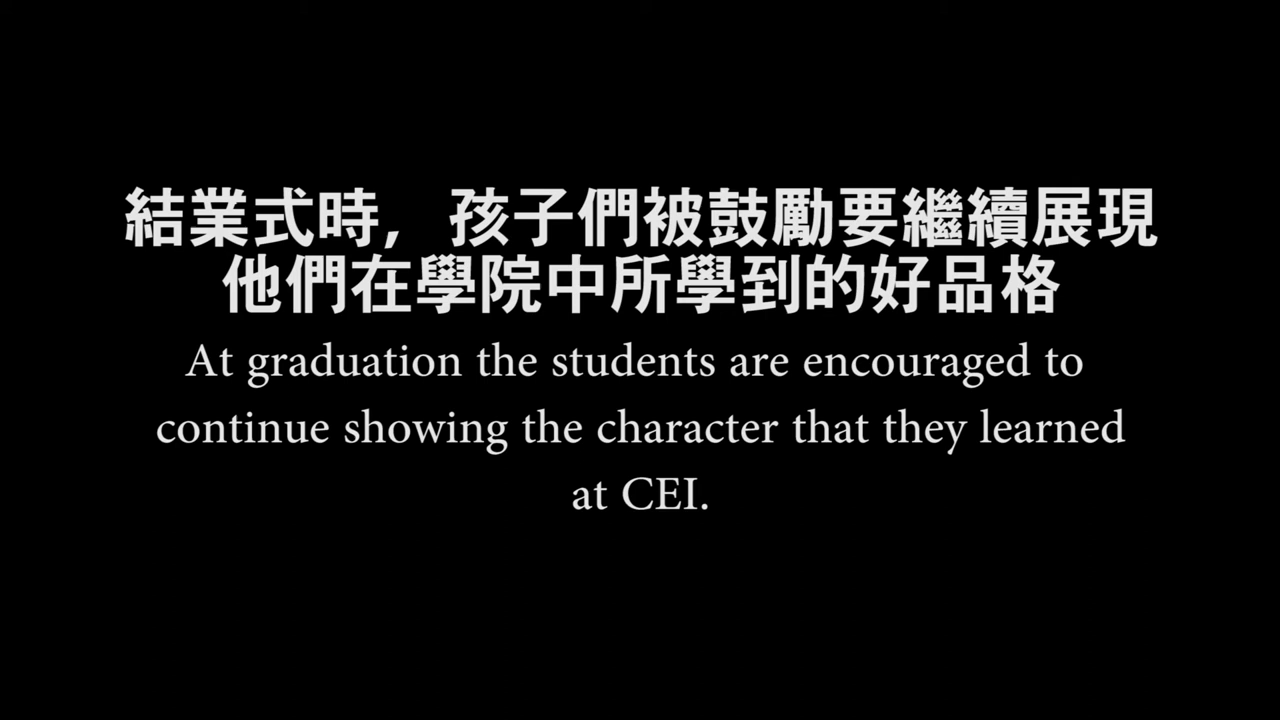 結業式時，孩子們被鼓勵要繼續展現
他們在學院中所學到的好品格
At graduation the students are encouraged to
continue showing the character that they learned
at CEI.